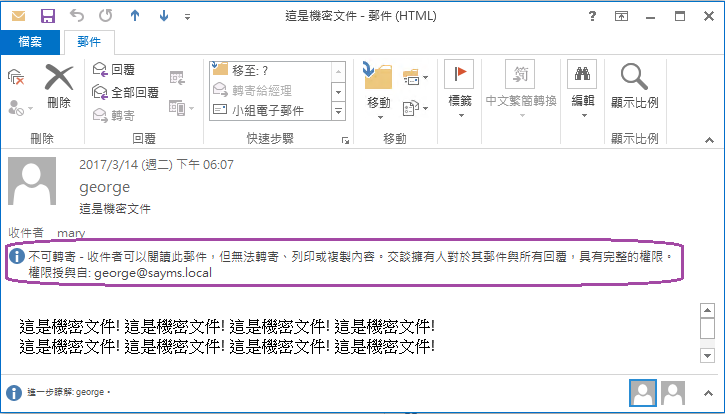 這是機密文件 - 郵件 (HTML)
檔案 郵件
刪除
刪除
回覆
全部回覆
轉寄
回覆
移至: ?
轉寄給經理
小組電子郵件
快速步驟
移動
移動
標籤
中文繁簡轉換
編輯
顯示比例
顯示比例
2017/3/14 (週二) 下午 06:07
george
這是機密文件
收件者 mary
不可轉寄 - 收件者可以閱讀此郵件，但無法轉寄、列印或複製內容。交談擁有人對於其郵件與所有回覆，具有完整的權限。
權限授與自: george@sayms.local
這是機密文件! 這是機密文件! 這是機密文件! 這是機密文件!
這是機密文件! 這是機密文件! 這是機密文件! 這是機密文件!
進一步瞭解: george。